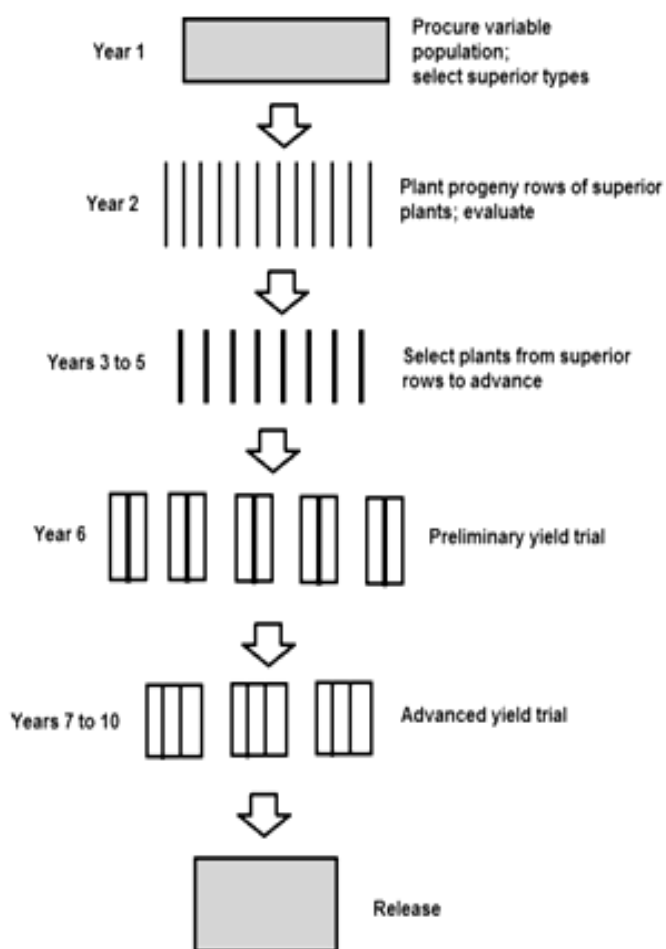 Year 1
Procure variable
population;
select superior types
Year 2
Plant progeny rows of superior
plants; evaluate
Years 3 to 5
Select plants from superior
rows to advance
Year 6
Preliminary yield trial
Years 7 to 10
Advanced yield trial
Release